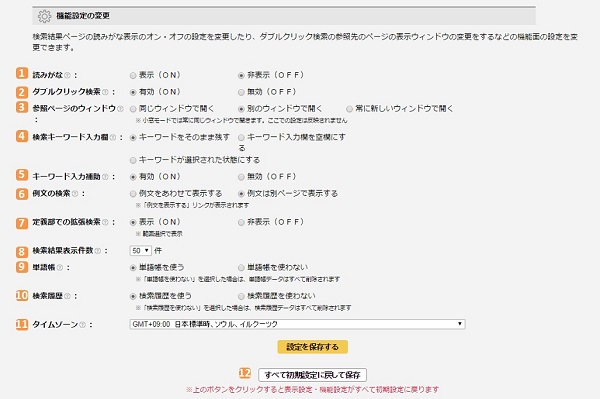 機能設定の変更
検索結果ページの読みがな表示のオン・オフの設定を変更したり、ダブルクリック検索の参照先のページの表示ウィンドウの変更をするなどの機能面の設定を変
更できます。
1 読みがな ? : 表示（ＯＮ） 非表示（ＯＦＦ）
2 ダブルクリック検索 ? : 有効（ＯＮ） 無効（ＯＦＦ）
3 参照ページのウィンドウ ? 同じウィンドウで開く 別のウィンドウで開く 常に新しいウィンドウで開く
: ※小窓モードでは常に同じウィンドウで開きます。ここでの設定は反映されません
4 検索キーワード入力欄 ? : キーワードをそのまま残す キーワード入力欄を空欄にす
る
キーワードが選択された状態にする
5 キーワード入力補助 ? : 有効（ＯＮ） 無効（ＯＦＦ）
6 例文の検索 ? : 例文をあわせて表示する 例文は別ページで表示する
※「例文を表示する」リンクが表示されます
7 定義部での拡張検索 ? : 表示（ＯＮ） 非表示（ＯＦＦ）
※範囲選択で表示
8 検索結果表示件数 ? : 50 件
9 単語帳 ? : 単語帳を使う 単語帳を使わない
※「単語帳を使わない」を選択した場合は、単語帳データはすべて削除されます
10 検索履歴 ? : 検索履歴を使う 検索履歴を使わない
※「検索履歴を使わない」を選択した場合は、検索履歴データはすべて削除されます
11 タイムゾーン ? : GMT+09:00 日本標準時、ソウル、イルクーツク
設定を保存する
12 すべて初期設定に戻して保存
※上のボタンをクリックすると表示設定・機能設定がすべて初期設定に戻ります